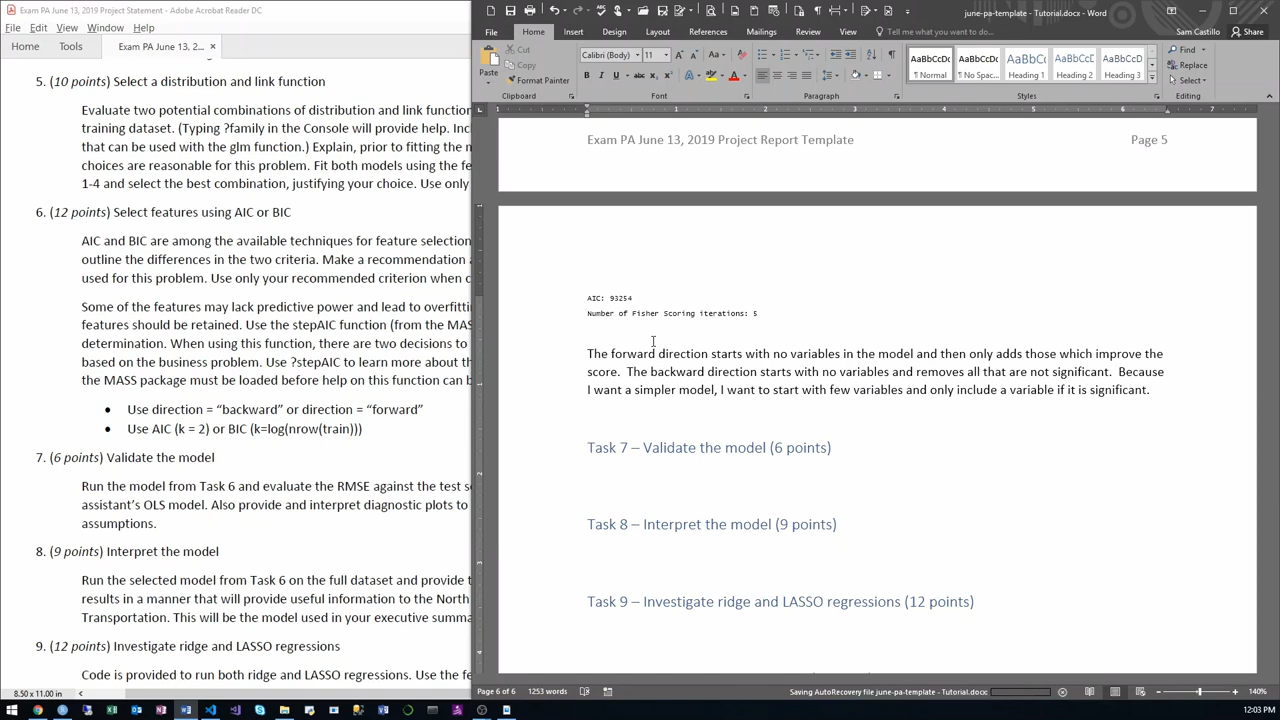 Exam PA June 13, 2019 Project Statement - Adobe Acrobat Reader DC
File Edit View Window Help
Home Tools Exam PA June 13, 2... ×
5. (10 points) Select a distribution and link function
Evaluate two potential combinations of distribution and link function
training dataset. (Typing ?family in the Console will provide help. Inc
that can be used with the glm function.) Explain, prior to fitting the m
choices are reasonable for this problem. Fit both models using the fe
1-4 and select the best combination, justifying your choice. Use only
6. (12 points) Select features using AIC or BIC
AIC and BIC are among the available techniques for feature selection
outline the differences in the two criteria. Make a recommendation a
used for this problem. Use only your recommended criterion when c
Some of the features may lack predictive power and lead to overfittin
features should be retained. Use the stepAIC function (from the MAS
determination. When using this function, there are two decisions to
based on the business problem. Use ?stepAIC to learn more about th
the MASS package must be loaded before help on this function can b
• Use direction = “backward” or direction = “forward”
• Use AIC (k = 2) or BIC (k=log(nrow(train)))
7. (6 points) Validate the model
Run the model from Task 6 and evaluate the RMSE against the test s
assistant’s OLS model. Also provide and interpret diagnostic plots to
assumptions.
8. (9 points) Interpret the model
Run the selected model from Task 6 on the full dataset and provide t
results in a manner that will provide useful information to the North
Transportation. This will be the model used in your executive summa
9. (12 points) Investigate ridge and LASSO regressions
Code is provided to run both ridge and LASSO regressions. Use the fe
8.50 x 11.00 in
june-pa-template - Tutorial.docx - Word
File Home Insert Design Layout References Mailings Review View Tell me what you want to do... Sam Castillo Share
Paste
Cut
Copy
Format Painter
Clipboard
Calibri (Body) 11
Font
Paragraph
AaBbCcDc AaBbCcDc AaBbCc AaBbCcC AaBbCcD
¶ Normal ¶ No Spac... Heading 1 Heading 2 Heading 3
Styles
Find
Replace
Select
Editing
Exam PA June 13, 2019 Project Report Template Page 5
AIC: 93254
Number of Fisher Scoring iterations: 5
The forward direction starts with no variables in the model and then only adds those which improve the
score. The backward direction starts with no variables and removes all that are not significant. Because
I want a simpler model, I want to start with few variables and only include a variable if it is significant.
Task 7 – Validate the model (6 points)
Task 8 – Interpret the model (9 points)
Task 9 – Investigate ridge and LASSO regressions (12 points)
Page 6 of 6 1253 words Saving AutoRecovery file june-pa-template - Tutorial.docx: 140%
12:03 PM